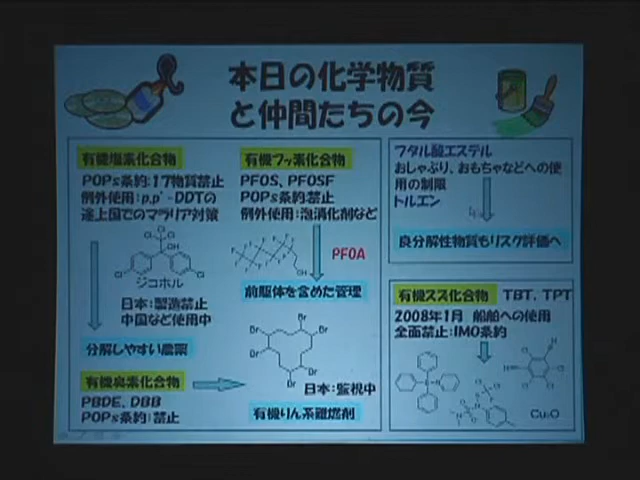 本日の化学物質
と仲間たちの今
有機塩素化合物
POPs条約:17物質禁止
例外使用:p,p'-DDTの
途上国でのマラリア対策
Cl
OH
Cl
Cl
ジコホル
日本:製造禁止
中国など使用中
分解しやすい農薬
有機臭素化合物
PBDE、DBB
POPs条約:禁止
有機フッ素化合物
PFOS、PFOSF
POPs条約:禁止
例外使用:泡消化剤など
OH
PFOA
前駆体を含めた管理
Br
Br
Br
Br
Br
Br
日本:監視中
有機りん系難燃剤
フタル酸エステル
おしゃぶり、おもちゃなどへの使
用の制限
トルエン
良分解性物質もリスク評価へ
有機スズ化合物 TBT、TPT
2008年1月 船舶への使用
全面禁止:IMO条約
Cu₂O